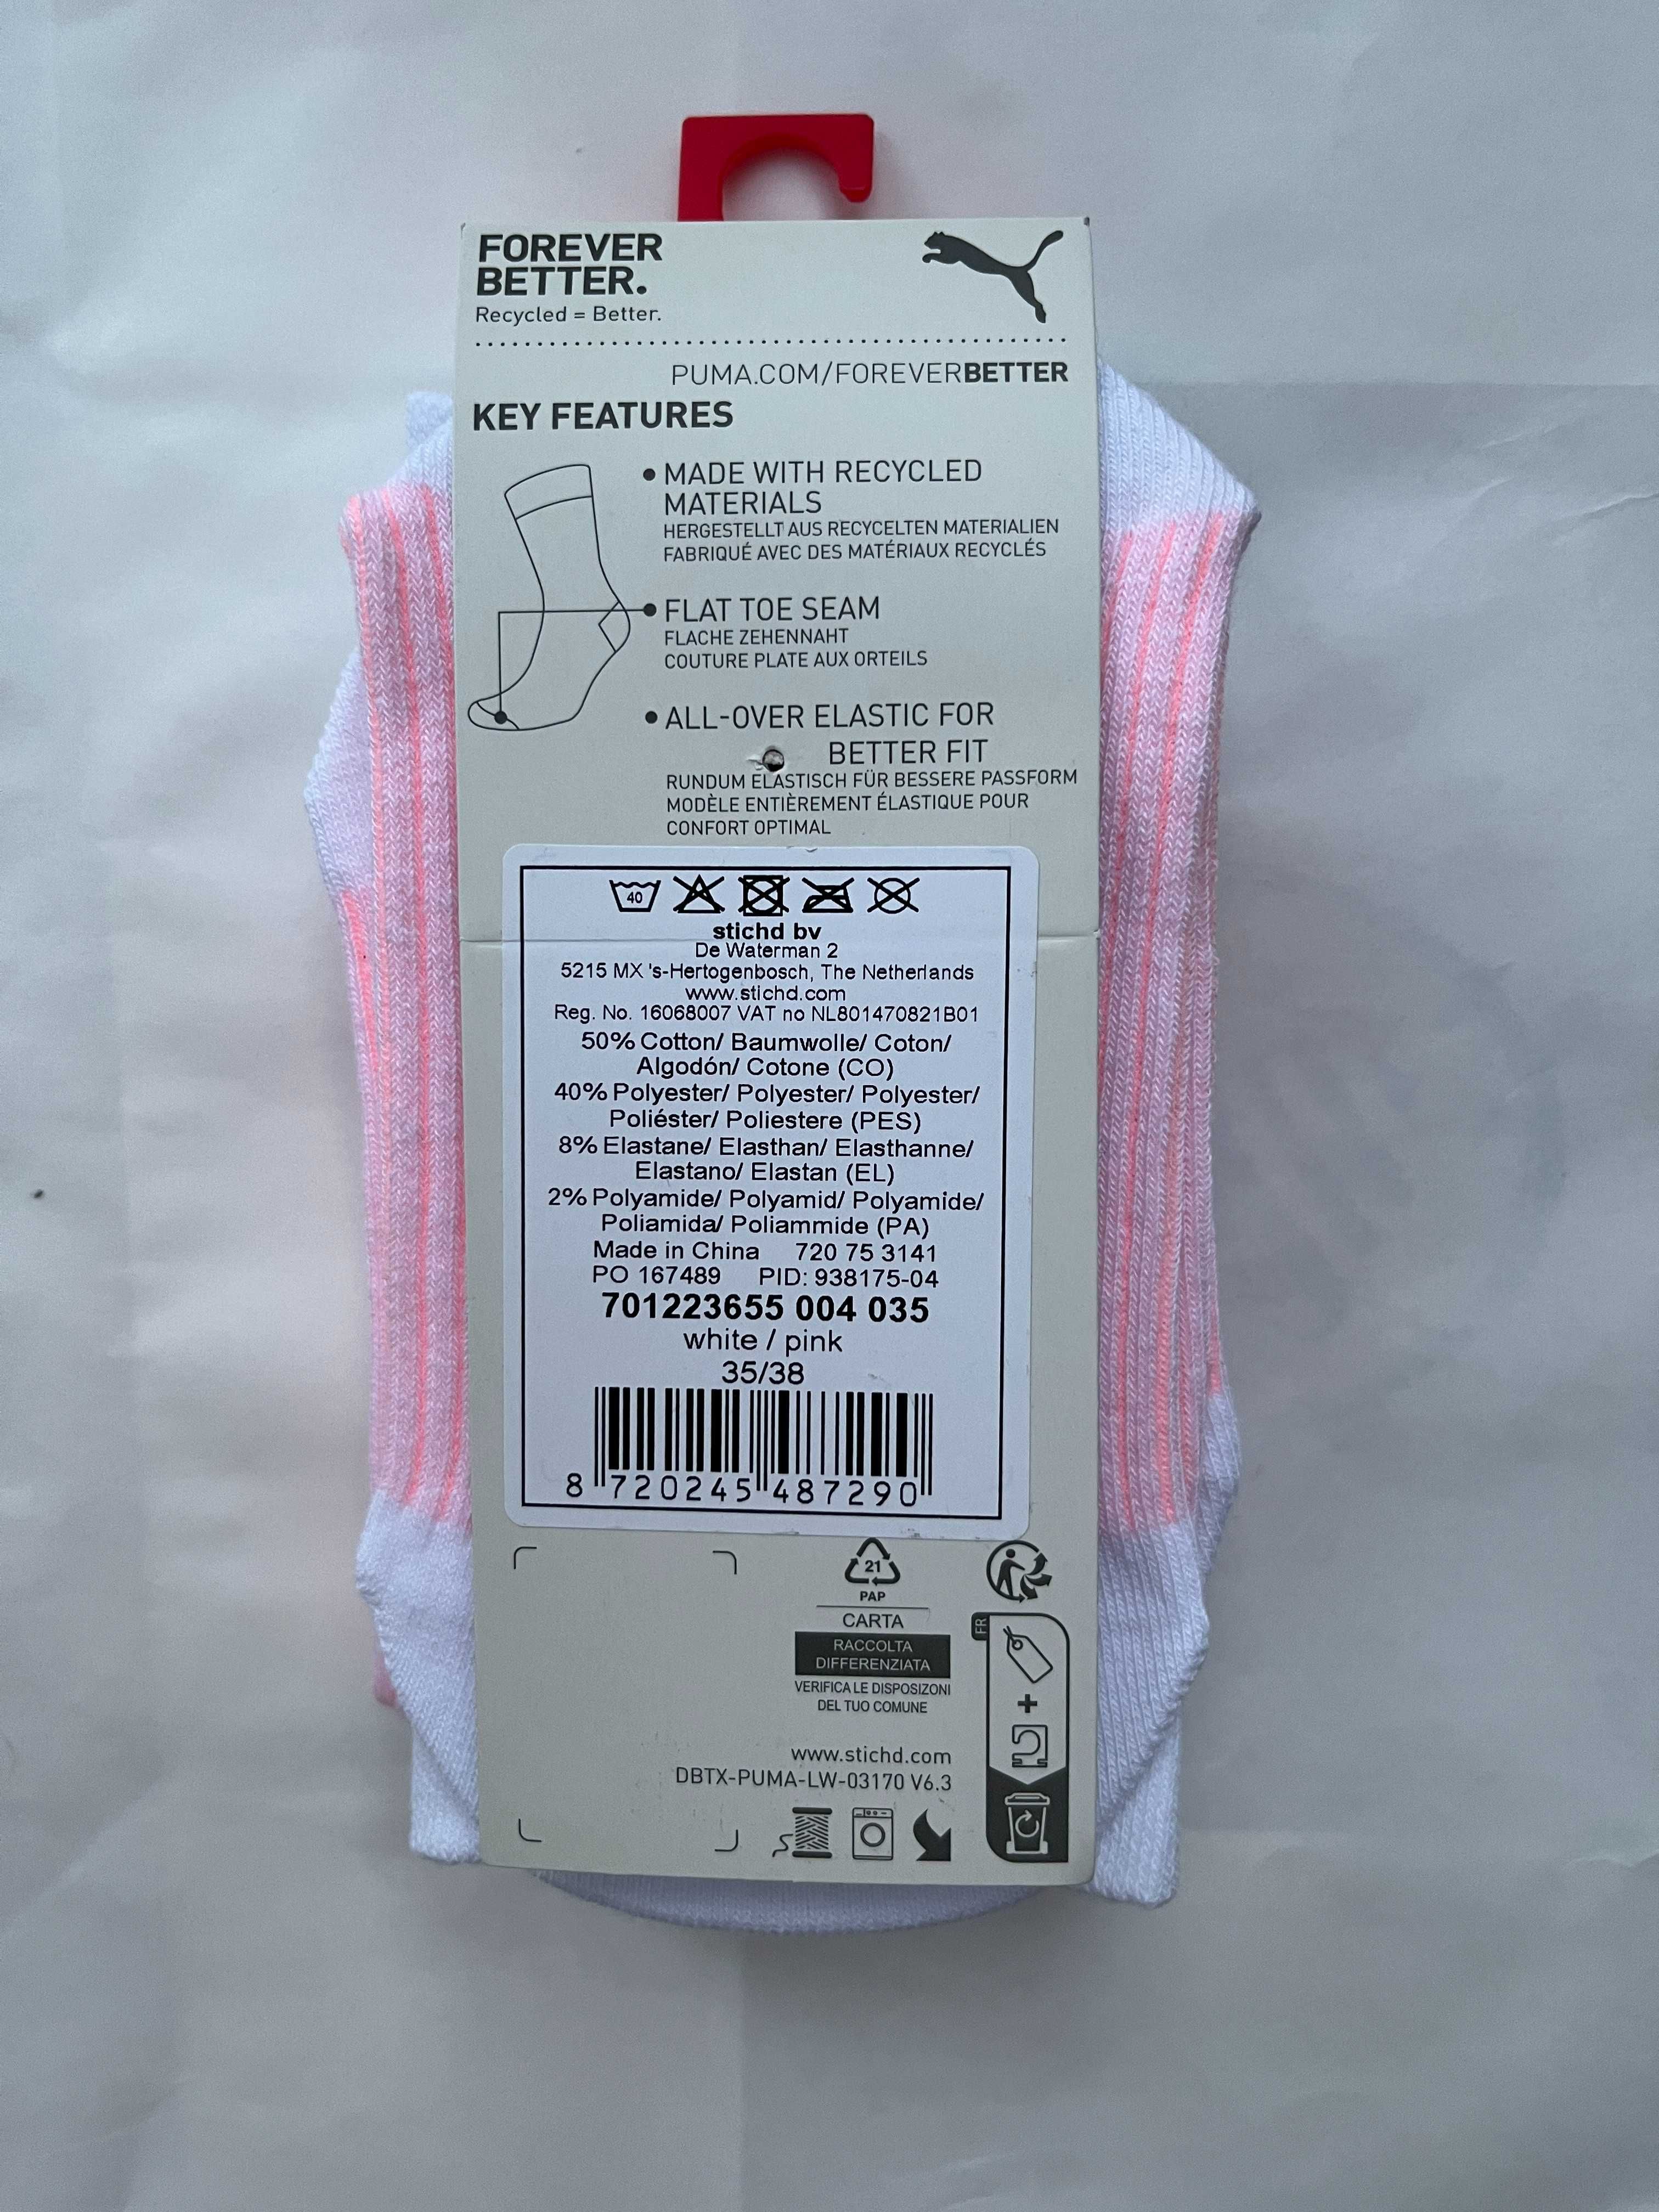 FOREVER
BETTER.
Recycled = Better.
PUMA.COM/FOREVERBETTER
KEY FEATURES
• MADE WITH RECYCLED
MATERIALS
HERGESTELLT AUS RECYCELTEN MATERIALIEN
FABRIQUÉ AVEC DES MATÉRIAUX RECYCLÉS
• FLAT TOE SEAM
FLACHE ZEHENNAHT
COUTURE PLATE AUX ORTEILS
• ALL-OVER ELASTIC FOR
BETTER FIT
RUNDUM ELASTISCH FÜR BESSERE PASSFORM
MODÈLE ENTIÈREMENT ÉLASTIQUE POUR
CONFORT OPTIMAL
40
stichd bv
De Waterman 2
5215 MX 's-Hertogenbosch, The Netherlands
www.stichd.com
Reg. No. 16068007 VAT no NL801470821B01
50% Cotton/ Baumwolle/ Coton/
Algodón/ Cotone (CO)
40% Polyester/ Polyester/ Polyester/
Poliéster/ Poliestere (PES)
8% Elastane/ Elasthan/ Elasthanne/
Elastano/ Elastan (EL)
2% Polyamide/ Polyamid/ Polyamide/
Poliamida/ Poliammide (PA)
Made in China 720 75 3141
PO 167489 PID: 938175-04
701223655 004 035
white / pink
35/38
8 720245 487290
21
PAP
CARTA
RACCOLTA
DIFFERENZIATA
VERIFICA LE DISPOSIZONI
DEL TUO COMUNE
FR
www.stichd.com
DBTX-PUMA-LW-03170 V6.3